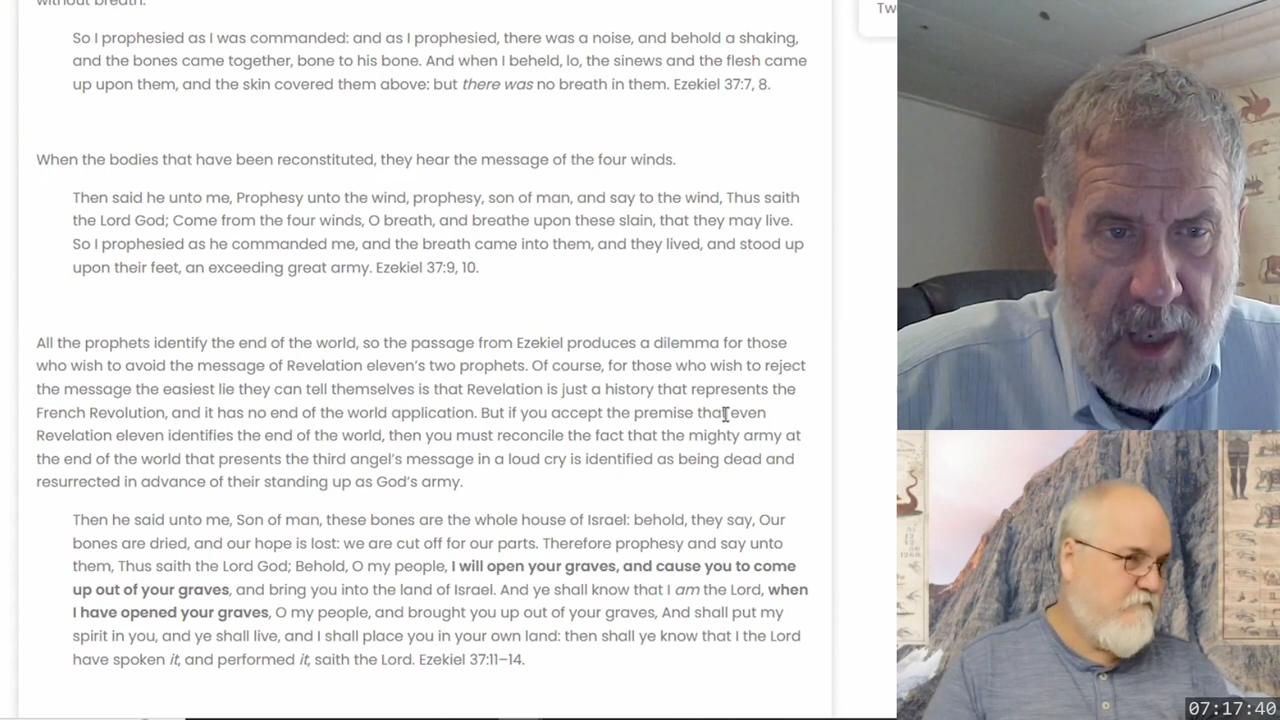 without breath.
So I prophesied as I was commanded: and as I prophesied, there was a noise, and behold a shaking,
and the bones came together, bone to his bone. And when I beheld, lo, the sinews and the flesh came
up upon them, and the skin covered them above: but there was no breath in them. Ezekiel 37:7, 8.
When the bodies that have been reconstituted, they hear the message of the four winds.
Then said he unto me, Prophesy unto the wind, prophesy, son of man, and say to the wind, Thus saith
the Lord God; Come from the four winds, O breath, and breathe upon these slain, that they may live.
So I prophesied as he commanded me, and the breath came into them, and they lived, and stood up
upon their feet, an exceeding great army. Ezekiel 37:9, 10.
All the prophets identify the end of the world, so the passage from Ezekiel produces a dilemma for those
who wish to avoid the message of Revelation eleven's two prophets. Of course, for those who wish to reject
the message the easiest lie they can tell themselves is that Revelation is just a history that represents the
French Revolution, and it has no end of the world application. But if you accept the premise that even
Revelation eleven identifies the end of the world, then you must reconcile the fact that the mighty army at
the end of the world that presents the third angel's message in a loud cry is identified as being dead and
resurrected in advance of their standing up as God's army.
Then he said unto me, Son of man, these bones are the whole house of Israel: behold, they say, Our
bones are dried, and our hope is lost: we are cut off for our parts. Therefore prophesy and say unto
them, Thus saith the Lord God; Behold, O my people, I will open your graves, and cause you to come
up out of your graves, and bring you into the land of Israel. And ye shall know that I am the Lord, when
I have opened your graves, O my people, and brought you up out of your graves, And shall put my
spirit in you, and ye shall live, and I shall place you in your own land: then shall ye know that I the Lord
have spoken it, and performed it, saith the Lord. Ezekiel 37:11–14.
Tw
07:17:40